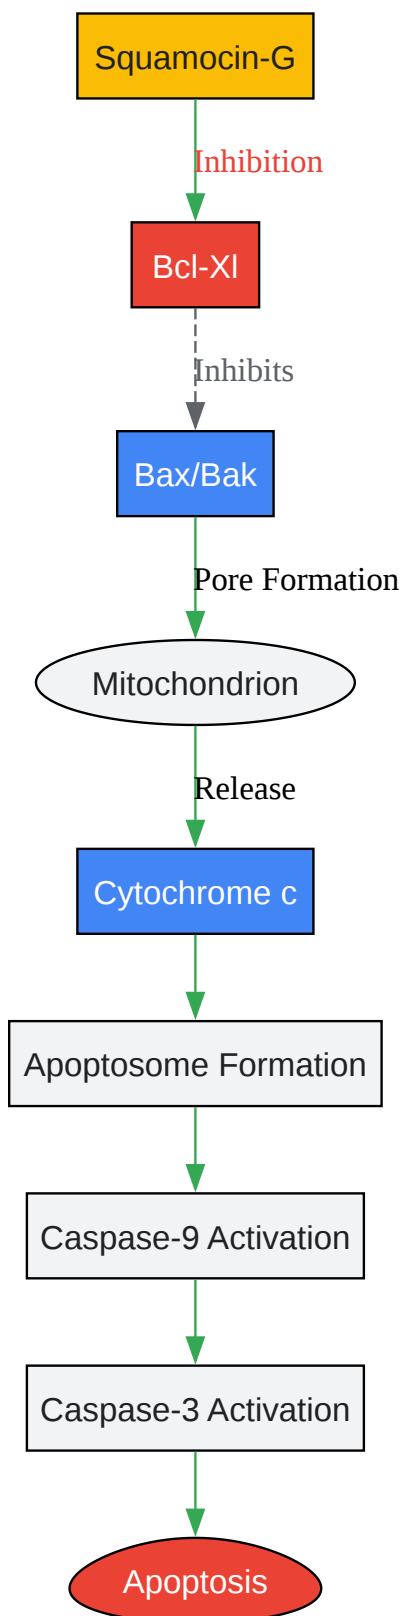 Squamocin-G
Inhibition
Bcl-Xl
Inhibits
Bax/Bak
Pore Formation
Mitochondrion
Release
Cytochrome c
Apoptosome Formation
Caspase-9 Activation
Caspase-3 Activation
Apoptosis